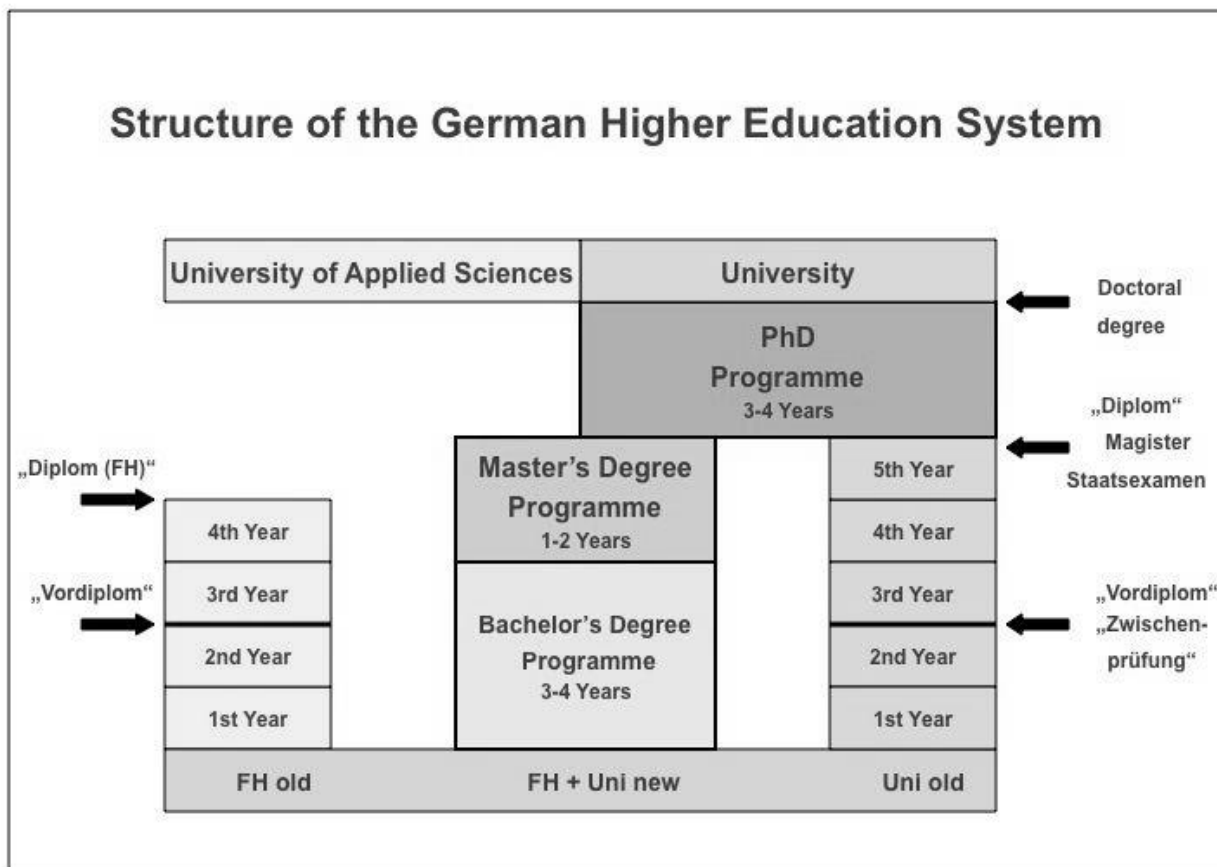 Structure of the German Higher Education System
University of Applied Sciences
University
Doctoral
degree
PhD
Programme
3-4 Years
„Diplom“
Magister
Staatsexamen
„Diplom (FH)“
Master’s Degree
Programme
1-2 Years
5th Year
4th Year
4th Year
„Vordiplom“
3rd Year
Bachelor’s Degree
Programme
3-4 Years
3rd Year
„Vordiplom“
„Zwischen-
prüfung“
2nd Year
2nd Year
1st Year
1st Year
FH old
FH + Uni new
Uni old